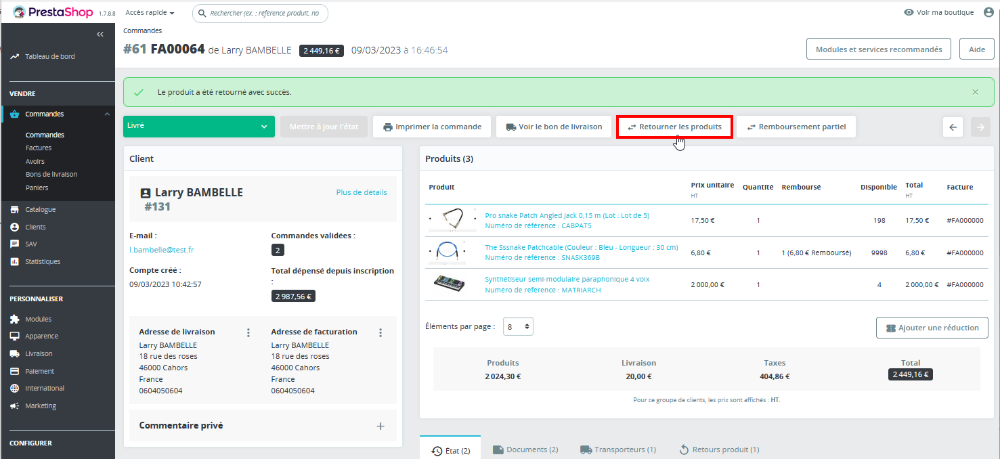 PrestaShop 1.7.8.8 Accès rapide Rechercher (ex. : référence produit, no Voir ma boutique
Commandes
#61 FA00064 de Larry BAMBELLE 2 449,16 € 09/03/2023 à 16:46:54
Modules et services recommandés Aide
Tableau de bord
VENDRE
Commandes
Commandes
Factures
Avoirs
Bons de livraison
Paniers
Catalogue
Clients
SAV
Statistiques
PERSONNALISER
Modules
Apparence
Livraison
Paiement
International
Marketing
CONFIGURER
Le produit a été retourné avec succès.
Livré Mettre à jour l'état Imprimer la commande Voir le bon de livraison Retourner les produits Remboursement partiel
Client
Larry BAMBELLE Plus de détails
#131
E-mail : Commandes validées :
l.bambelle@test.fr 2
Compte créé : Total dépensé depuis inscription
:
09/03/2023 10:42:57
2 987,56 €
Adresse de livraison
Larry BAMBELLE
18 rue des roses
46000 Cahors
France
0604050604
Adresse de facturation
Larry BAMBELLE
18 rue des roses
46000 Cahors
France
0604050604
Commentaire privé
Produits (3)
Produit Prix unitaire HT Quantité Remboursé Disponible Total HT Facture
Pro snake Patch Angled Jack 0,15 m (Lot : Lot de 5)
Numéro de référence : CABPAT5
17,50 € 1 198 17,50 € #FA000000
The Sssnake Patchcable (Couleur : Bleu - Longueur : 30 cm)
Numéro de référence : SNASK369B
6,80 € 1 1 (6,80 € Remboursé) 9998 6,80 € #FA000000
Synthétiseur semi-modulaire paraphonique 4 voix
Numéro de référence : MATRIARCH
2 000,00 € 1 4 2 000,00 € #FA000000
Éléments par page : 8 Ajouter une réduction
Produits Livraison Taxes Total
2 024,30 € 20,00 € 404,86 € 2 449,16 €
Pour ce groupe de clients, les prix sont affichés : HT.
État (2) Documents (2) Transporteurs (1) Retours produit (1)